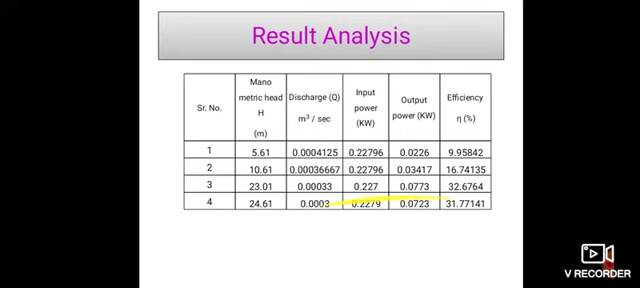 Result Analysis
Sr. No. Mano metric head H (m) Discharge (Q) m³ / sec Input power (KW) Output power (KW) Efficiency η (%)
1 5.61 0.0004125 0.22796 0.0226 9.95842
2 10.61 0.00036667 0.22796 0.03417 16.74135
3 23.01 0.00033 0.227 0.0773 32.6764
4 24.61 0.0003 0.2279 0.0723 31.77141
V RECORDER